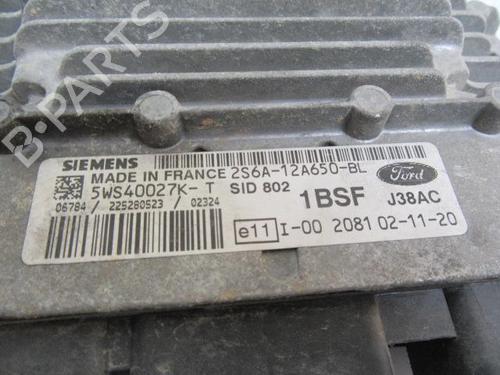 B-PARTS
SIEMENS
MADE IN FRANCE 2S6A-12A650-BL
5WS40027K-T SID 802
06784 / 225280523 / 02324
1BSF
Ford
J38AC
e11 I-00 2081 02-11-20